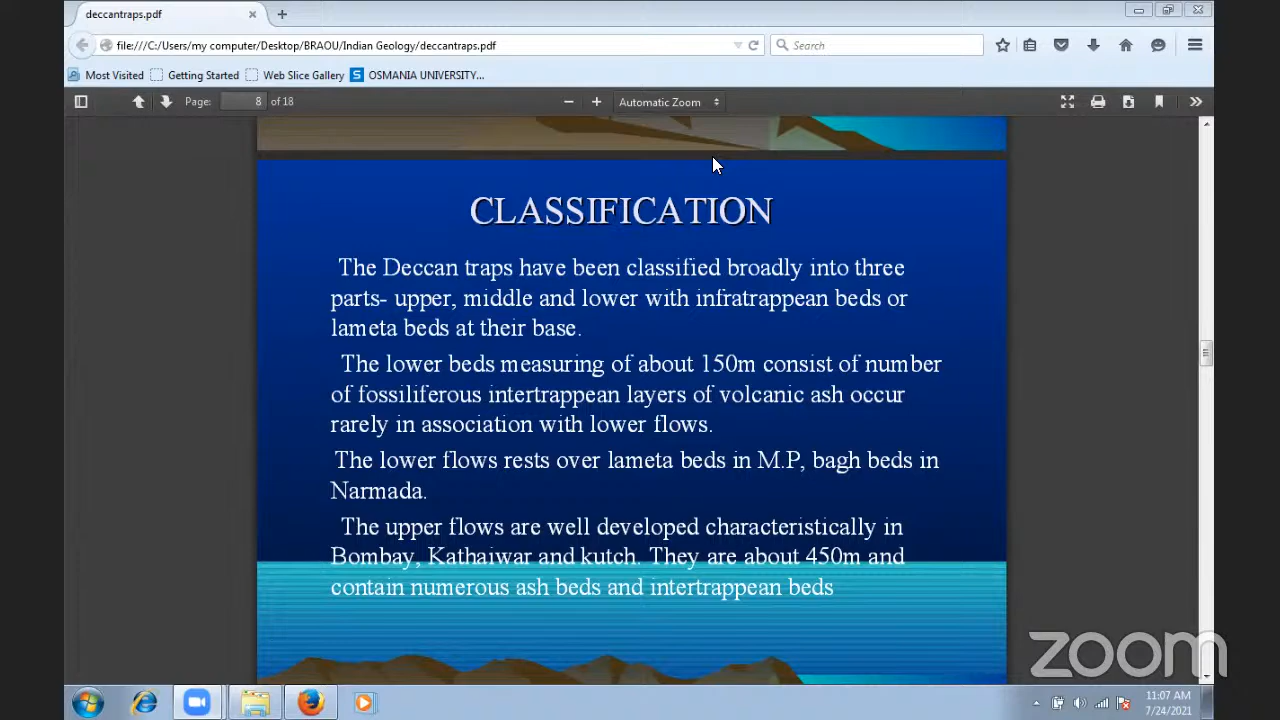 deccantraps.pdf
file:///C:/Users/my computer/Desktop/BRAOU/Indian Geology/deccantraps.pdf
Search
Most Visited Getting Started Web Slice Gallery S OSMANIA UNIVERSITY...
Page: 8 of 18
Automatic Zoom
CLASSIFICATION
The Deccan traps have been classified broadly into three
parts- upper, middle and lower with infratrappean beds or
lameta beds at their base.
The lower beds measuring of about 150m consist of number
of fossiliferous intertrappean layers of volcanic ash occur
rarely in association with lower flows.
The lower flows rests over lameta beds in M.P, bagh beds in
Narmada.
The upper flows are well developed characteristically in
Bombay, Kathaiwar and kutch. They are about 450m and
contain numerous ash beds and intertrappean beds
zoom
11:07 AM
7/24/2021